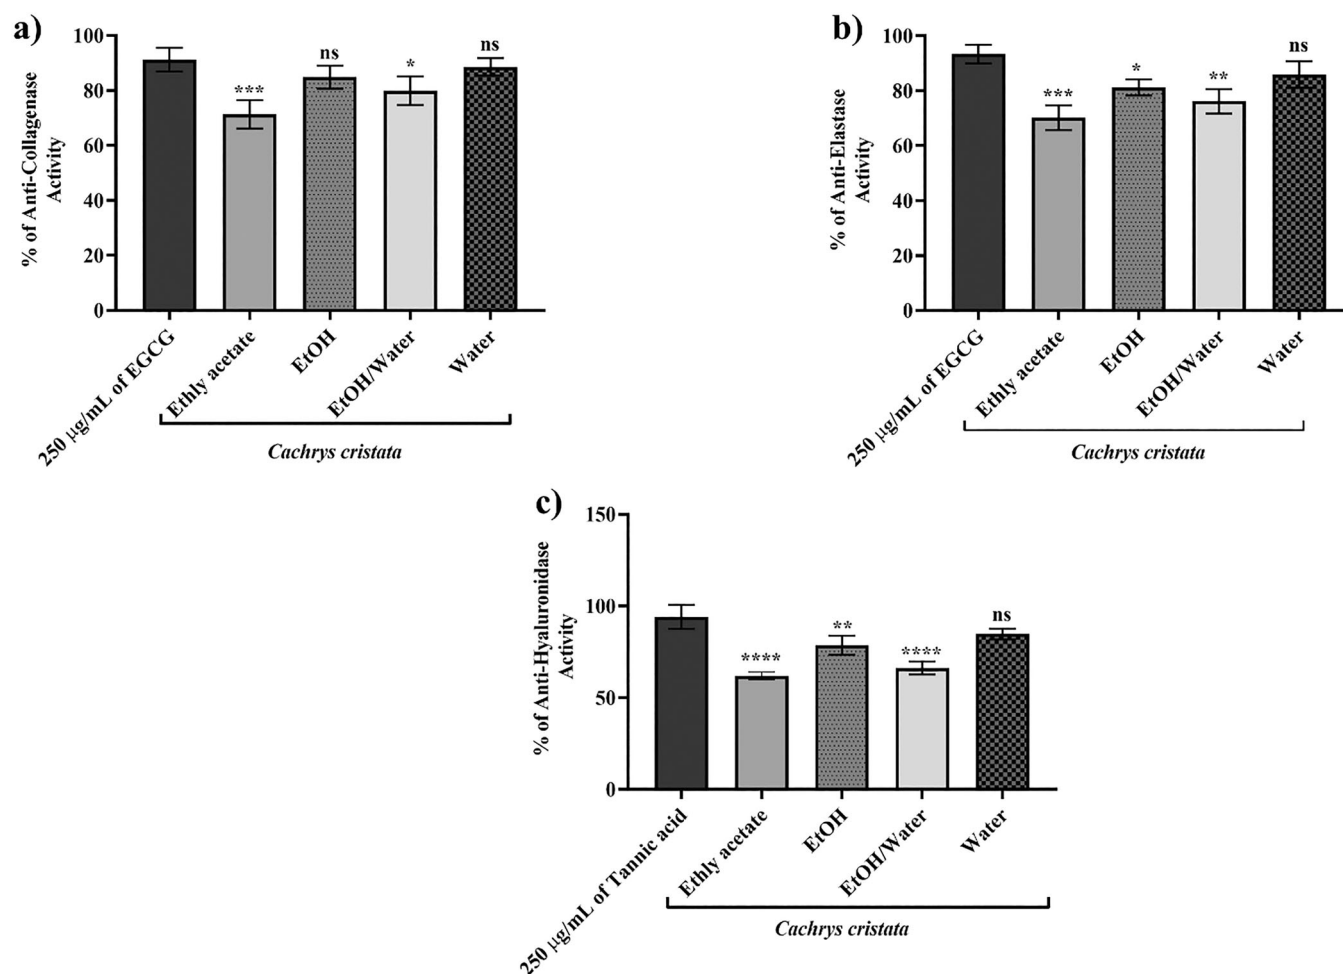 a)
% of Anti-Collagenase
Activity
100
80
60
40
20
0
***
ns
*
ns
250 µg/mL of EGCG
Ethly acetate
EtOH
EtOH/Water
Water
Cachrys cristata
b)
% of Anti-Elastase
Activity
100
80
60
40
20
0
***
*
**
ns
250 µg/mL of EGCG
Ethly acetate
EtOH
EtOH/Water
Water
Cachrys cristata
c)
% of Anti-Hyaluronidase
Activity
150
100
50
0
****
**
****
ns
250 µg/mL of Tannic acid
Ethly acetate
EtOH
EtOH/Water
Water
Cachrys cristata